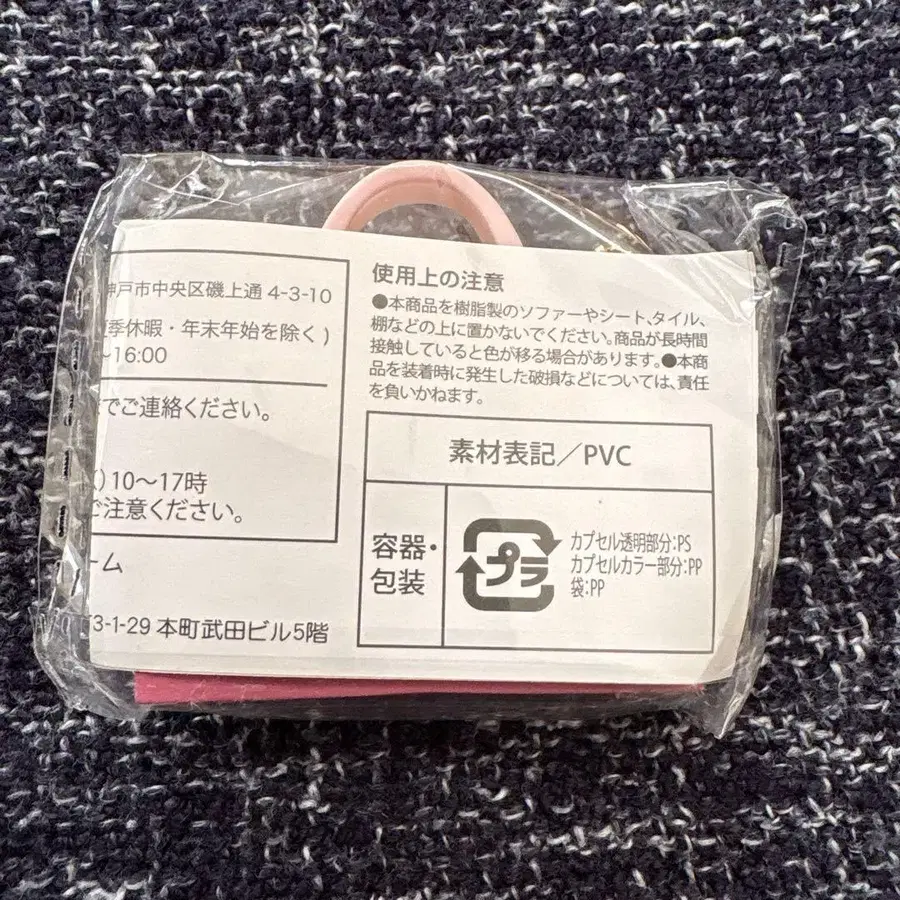 神戸市中央区磯上通 4-3-10
季休暇・年末年始を除く)
~16:00
でご連絡ください。
)10〜17時
ご注意ください。
ーム
3-1-29 本町武田ビル5階
使用上の注意
●本商品を樹脂製のソファーやシート、タイル、
棚などの上に置かないでください。商品が長時間
接触していると色が移る場合があります。●本商
品を装着時に発生した破損などについては、責任
を負いかねます。
素材表記／PVC
容器・
包装
プラ
カプセル透明部分:PS
カプセルカラー部分:PP
袋:PP